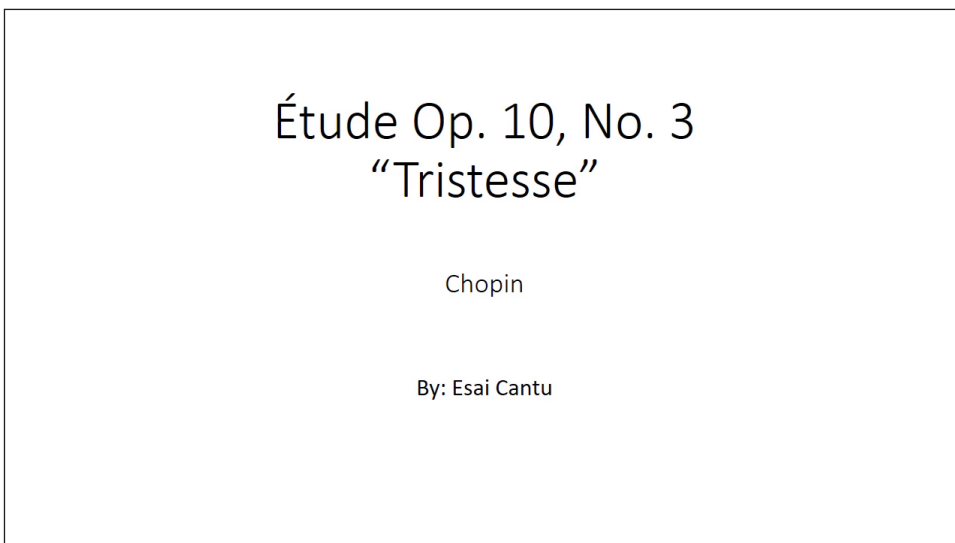 Étude Op. 10, No. 3
“Tristesse”
Chopin
By: Esai Cantu